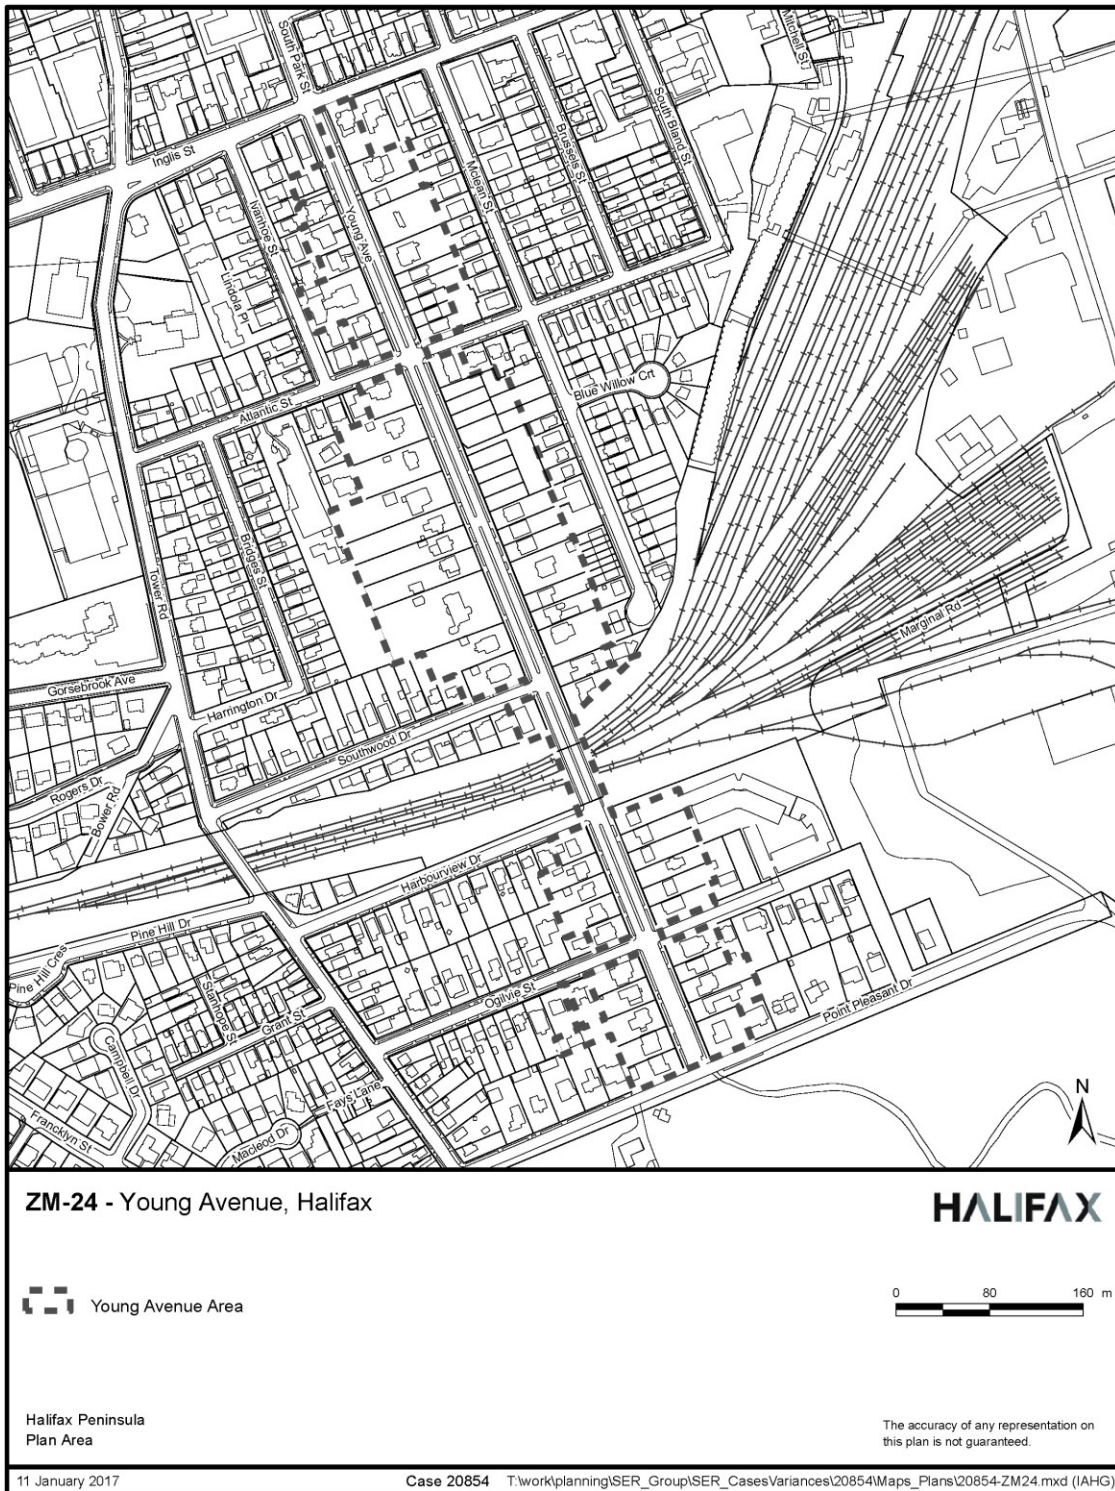 South Park St
Mitchell St
Inglis St
Brussels St
South Bland St
Mclean St
Ivanhoe St
Young Ave
Lindola Pl
Blue Willow Crt
Atlantic St
Bridges St
Tower Rd
Marginal Rd
Gorsebrook Ave
Harrington Dr
Southwood Dr
Rogers Dr
Bower Rd
Harbourview Dr
Pine Hill Dr
Pine Hill Cres
Stanhope St
Ogilvie St
Point Pleasant Dr
Grant St
Campbell Dr
Fays Lane
Francklyn St
Macleod Dr
N
ZM-24 - Young Avenue, Halifax
HALIFAX
Young Avenue Area
0 80 160 m
Halifax Peninsula
Plan Area
The accuracy of any representation on
this plan is not guaranteed.
11 January 2017
Case 20854 T:\work\planning\SER_Group\SER_CasesVariances\20854\Maps_Plans\20854-ZM24.mxd (IAHG)